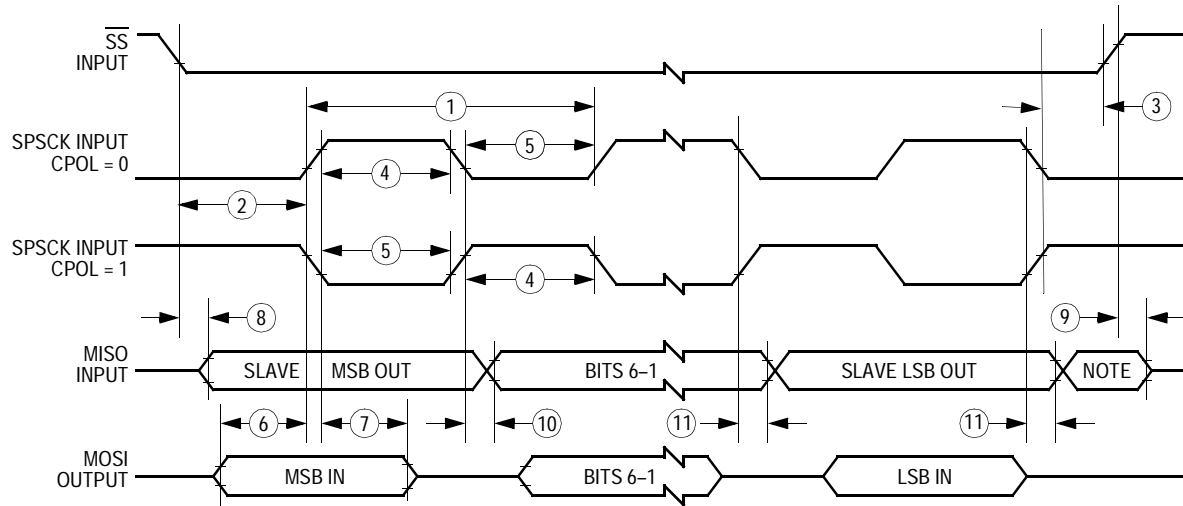 SS
INPUT
1
3
SPSCK INPUT
CPOL = 0
5
4
2
SPSCK INPUT
CPOL = 1
5
4
8
9
MISO
INPUT
SLAVE MSB OUT
BITS 6–1
SLAVE LSB OUT
NOTE
6
7
10
11
11
MOSI
OUTPUT
MSB IN
BITS 6–1
LSB IN